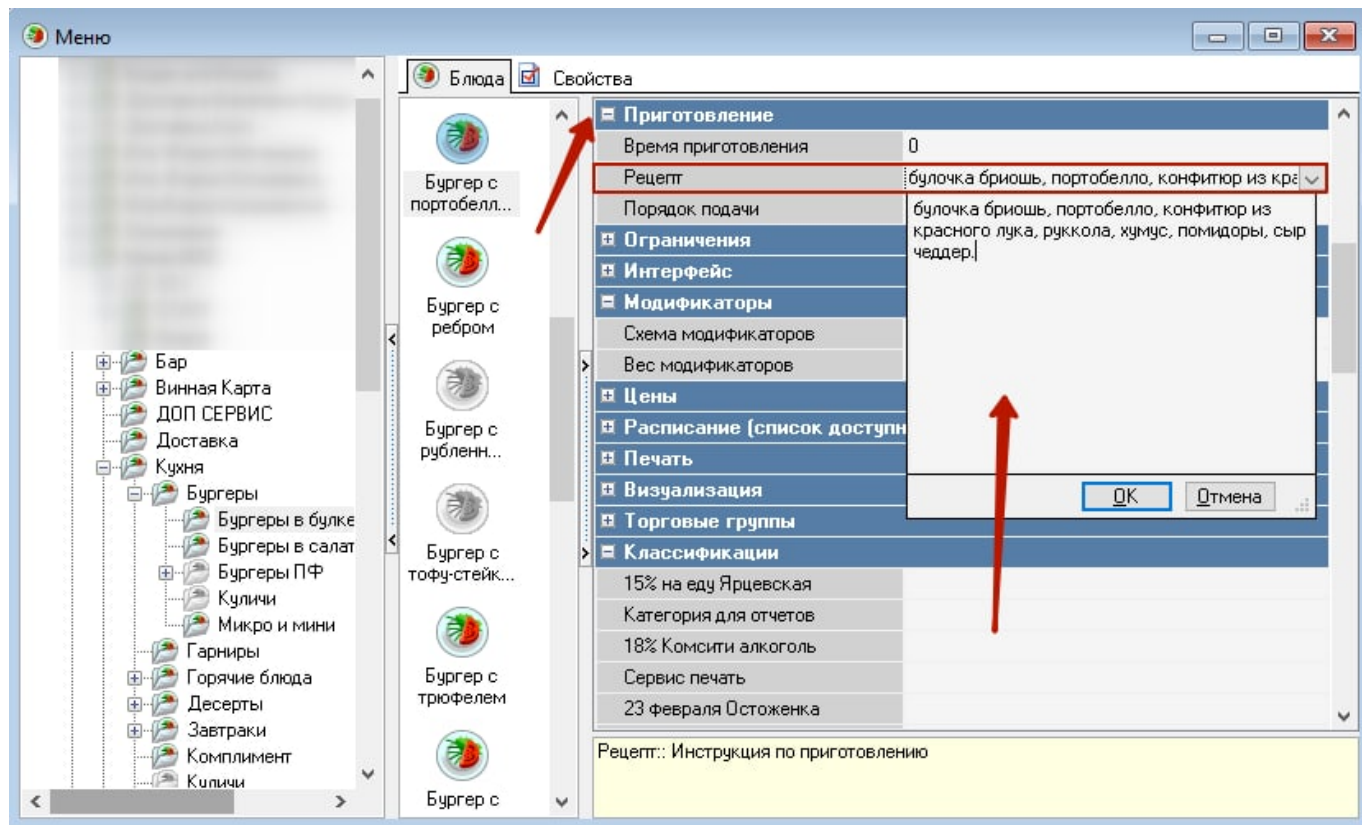 Меню
Блюда
Свойства
Бар
Винная Карта
ДОП СЕРВИС
Доставка
Кухня
Бургеры
Бургеры в булке
Бургеры в салат
Бургеры ПФ
Куличи
Микро и мини
Гарниры
Горячие блюда
Десерты
Завтраки
Комплимент
Куличи
Бургер с
портобелл...
Бургер с
ребром
Бургер с
рубленн...
Бургер с
тофу-стейк...
Бургер с
трюфелем
Бургер с
Приготовление
Время приготовления 0
Рецепт булочка бриошь, портобелло, конфитюр из кра
Порядок подачи
булочка бриошь, портобелло, конфитюр из
красного лука, руккола, хумус, помидоры, сыр
чеддер.
OK Отмена
Ограничения
Интерфейс
Модификаторы
Схема модификаторов
Вес модификаторов
Цены
Расписание (список доступн
Печать
Визуализация
Торговые группы
Классификации
15% на еду Ярцевская
Категория для отчетов
18% Комсити алкоголь
Сервис печать
23 февраля Остоженка
Рецепт:: Инструкция по приготовлению